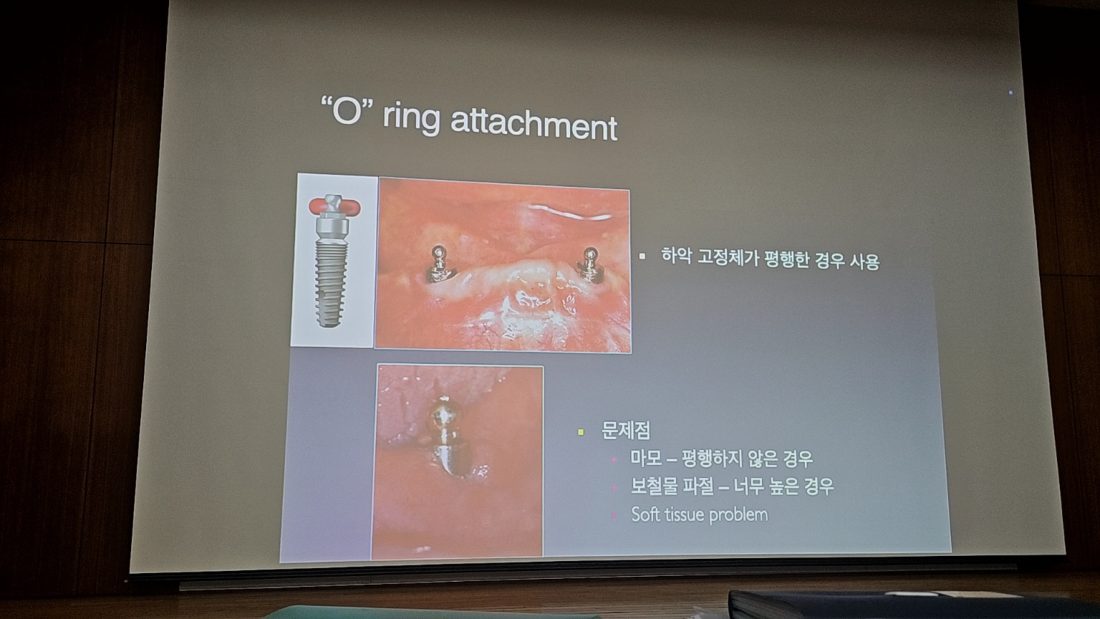 “O” ring attachment
하악 고정체가 평행한 경우 사용
문제점
마모 – 평행하지 않은 경우
보철물 파절 – 너무 높은 경우
Soft tissue problem